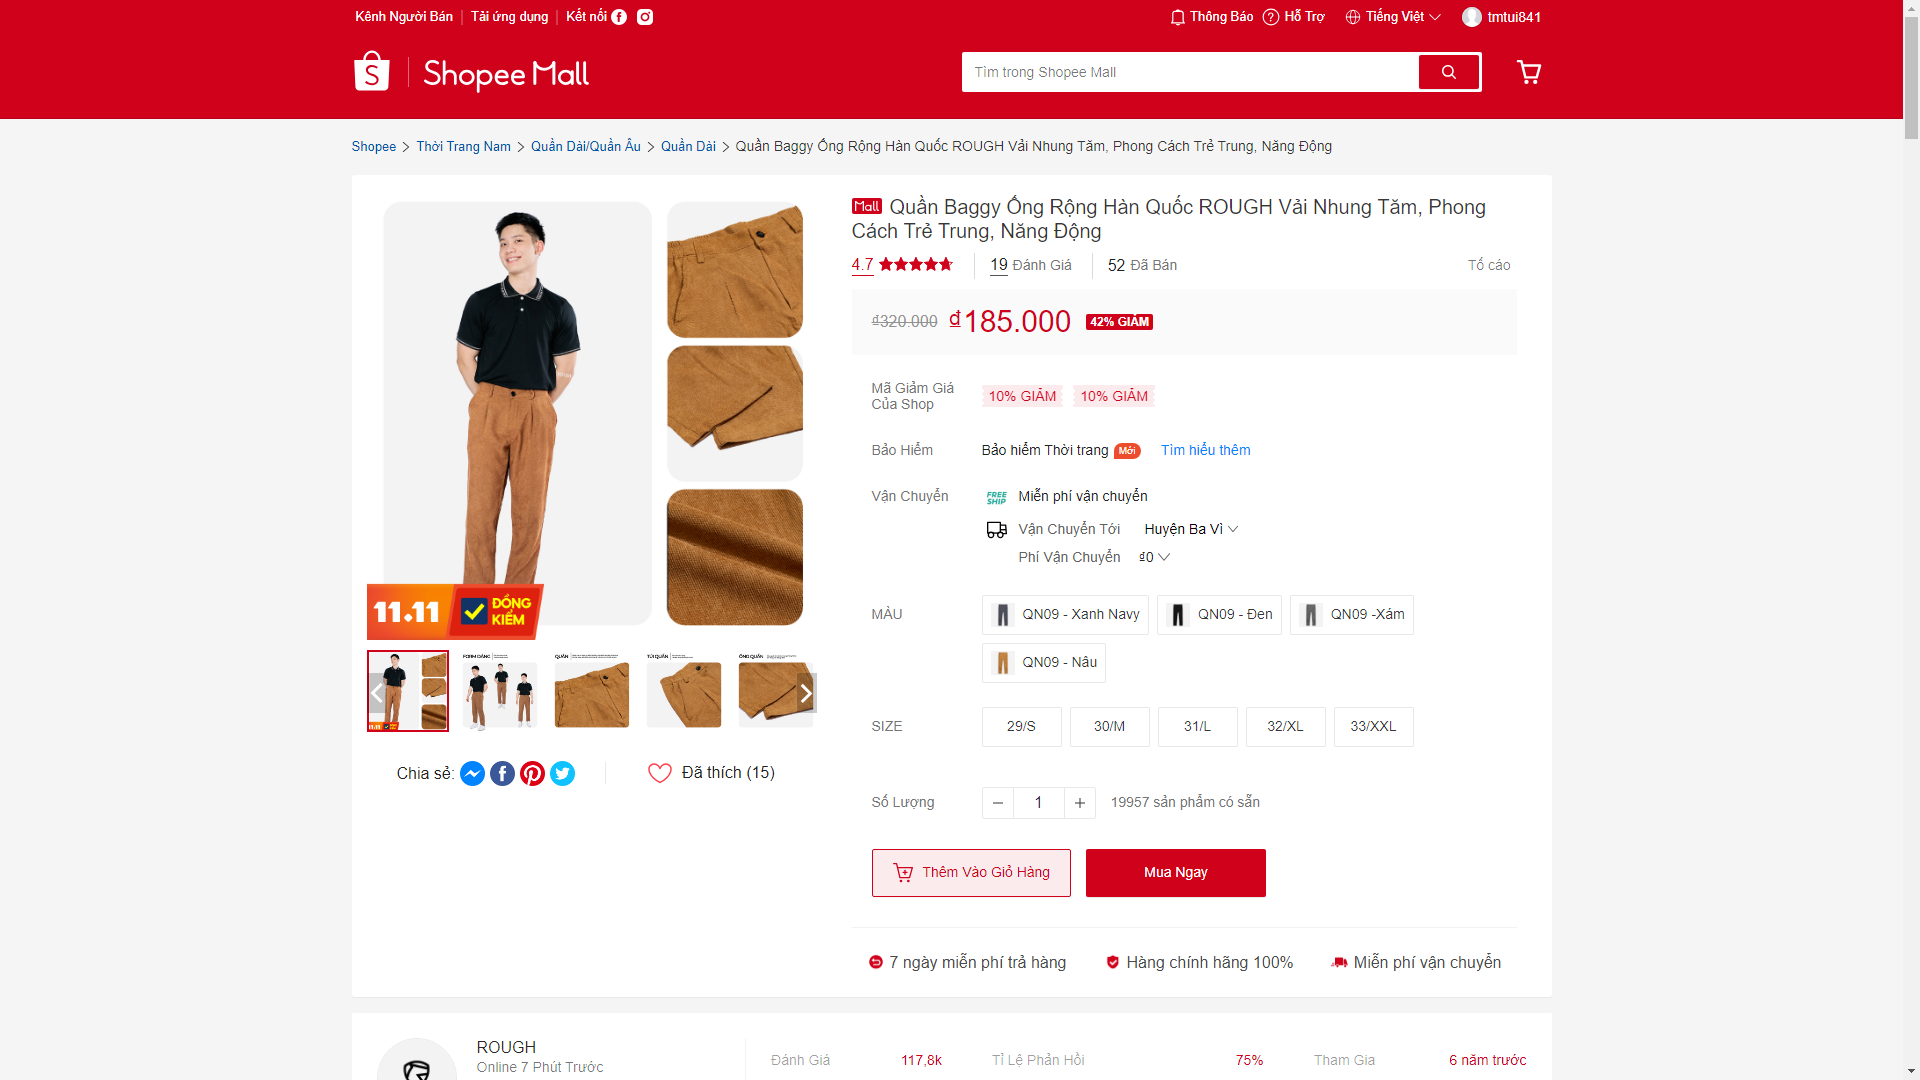 Kênh Người Bán Tải ứng dụng Kết nối
Thông Báo Hỗ Trợ Tiếng Việt tmtui841
Shopee Mall
Tìm trong Shopee Mall
Shopee > Thời Trang Nam > Quần Dài/Quần Âu > Quần Dài > Quần Baggy Ống Rộng Hàn Quốc ROUGH Vải Nhung Tăm, Phong Cách Trẻ Trung, Năng Động
Mall Quần Baggy Ống Rộng Hàn Quốc ROUGH Vải Nhung Tăm, Phong
Cách Trẻ Trung, Năng Động
4.7 19 Đánh Giá 52 Đã Bán Tố cáo
₫320.000 ₫185.000 42% GIẢM
Mã Giảm Giá
Của Shop
10% GIẢM 10% GIẢM
Bảo Hiểm Bảo hiểm Thời trang Mới Tìm hiểu thêm
Vận Chuyển FREE SHIP Miễn phí vận chuyển
Vận Chuyển Tới Huyện Ba Vì
Phí Vận Chuyển ₫0
MÀU QN09 - Xanh Navy QN09 - Đen QN09 -Xám
QN09 - Nâu
SIZE 29/S 30/M 31/L 32/XL 33/XXL
Số Lượng 1 19957 sản phẩm có sẵn
Thêm Vào Giỏ Hàng Mua Ngay
7 ngày miễn phí trả hàng Hàng chính hãng 100% Miễn phí vận chuyển
11.11 ĐỒNG
KIỂM
FORM DÁNG QUẦN TÚI QUẦN ỐNG QUẦN
Chia sẻ: Đã thích (15)
ROUGH
Online 7 Phút Trước
Đánh Giá 117,8k Tỉ Lệ Phản Hồi 75% Tham Gia 6 năm trước